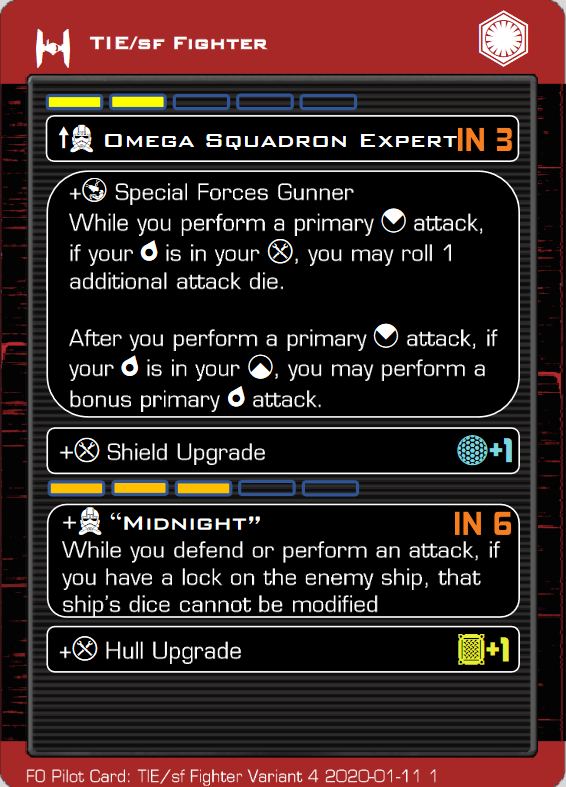 TIE/sf Fighter
Omega Squadron Expert IN 3
+ Special Forces Gunner
While you perform a primary attack,
if your is in your , you may roll 1
additional attack die.
After you perform a primary attack, if
your is in your , you may perform a
bonus primary attack.
+ Shield Upgrade +1
+ “Midnight” IN 6
While you defend or perform an attack, if
you have a lock on the enemy ship, that
ship's dice cannot be modified
+ Hull Upgrade +1
FO Pilot Card: TIE/sf Fighter Variant 4 2020-01-11 1